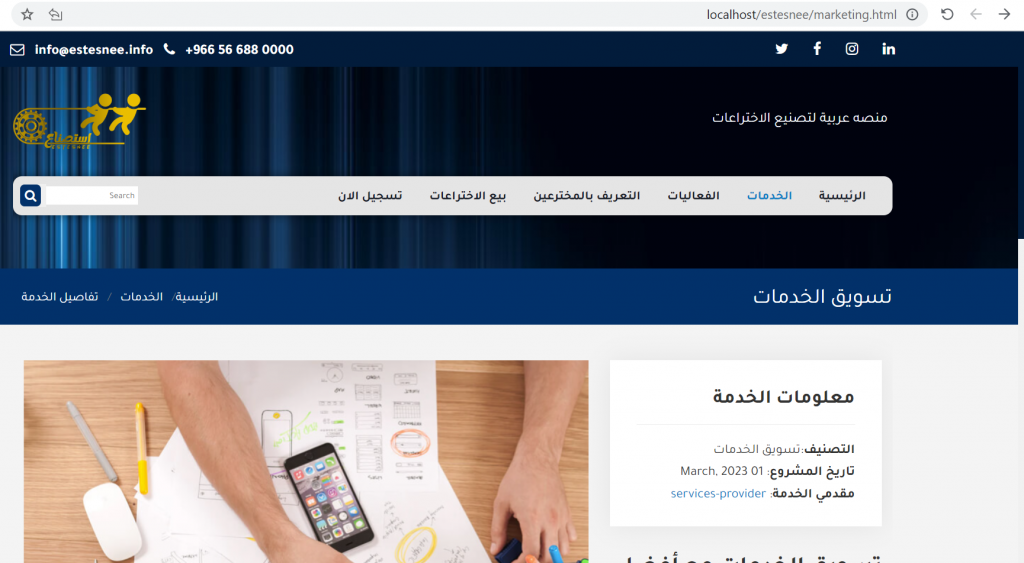 localhost/estesnee/marketing.html
info@estesnee.info +966 56 688 0000
استصناع
ESTESNEE
منصه عربية لتصنيع الاختراعات
الرئيسية الخدمات الفعاليات التعريف بالمخترعين بيع الاختراعات تسجيل الان Search
تسويق الخدمات
الرئيسية/ الخدمات / تفاصيل الخدمة
معلومات الخدمة
التصنيف:تسويق الخدمات
تاريخ المشروع: 01 March, 2023
مقدمي الخدمة: services-provider